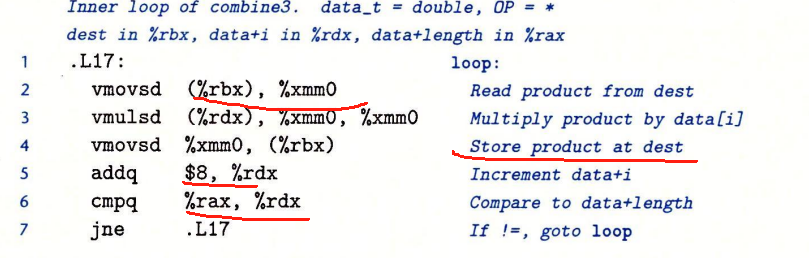 Inner loop of combine3. data_t = double, OP = *
dest in %rbx, data+i in %rdx, data+length in %rax
1 .L17: loop:
2 vmovsd (%rbx), %xmm0 Read product from dest
3 vmulsd (%rdx), %xmm0, %xmm0 Multiply product by data[i]
4 vmovsd %xmm0, (%rbx) Store product at dest
5 addq $8, %rdx Increment data+i
6 cmpq %rax, %rdx Compare to data+length
7 jne .L17 If !=, goto loop